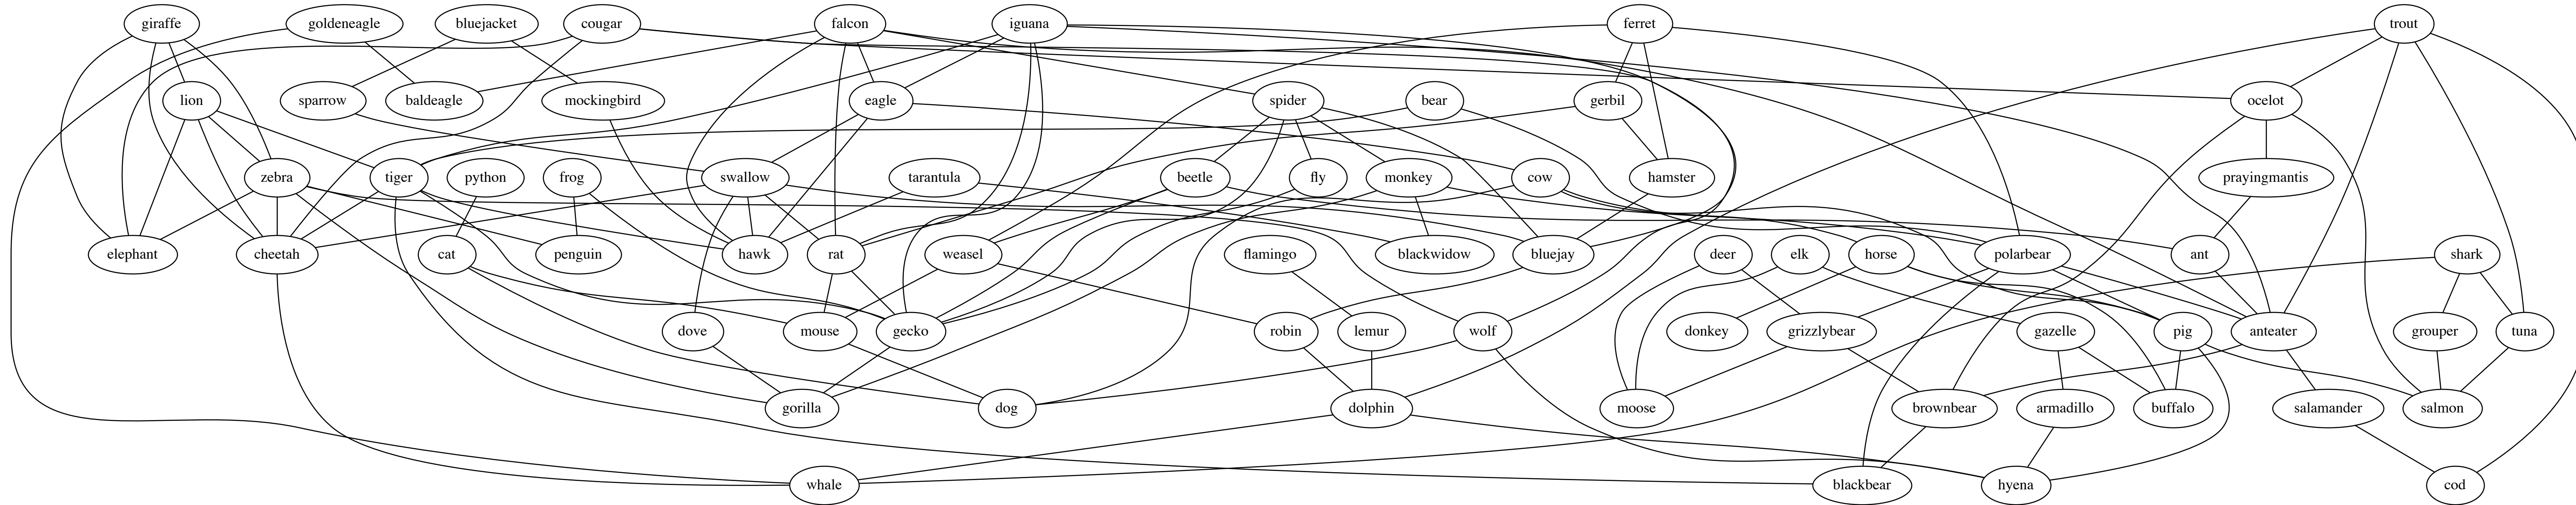 giraffe goldeneagle bluejacket cougar falcon iguana ferret trout
lion sparrow baldeagle mockingbird eagle spider bear gerbil ocelot
zebra tiger python frog swallow tarantula beetle fly monkey cow hamster prayingmantis
elephant cheetah cat penguin hawk rat weasel flamingo blackwidow bluejay deer elk horse polarbear ant shark
dove mouse gecko robin lemur wolf donkey grizzlybear gazelle pig anteater grouper tuna
gorilla dog dolphin moose brownbear armadillo buffalo salamander salmon
whale blackbear hyena cod